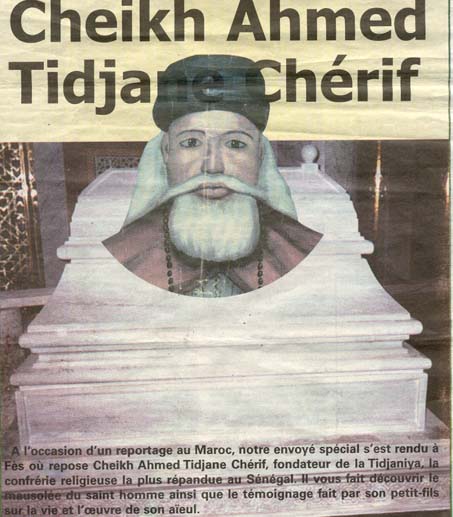 Cheikh Ahmed
Tidjane Chérif
A l'occasion d'un reportage au Maroc, notre envoyé spécial s'est rendu à
Fès où repose Cheikh Ahmed Tidjane Chérif, fondateur de la Tidjaniya, la
confrérie religieuse la plus répandue au Sénégal. Il vous fait découvrir le
mausolée du saint homme ainsi que le témoignage fait par son petit-fils
sur la vie et l'œuvre de son aïeul.